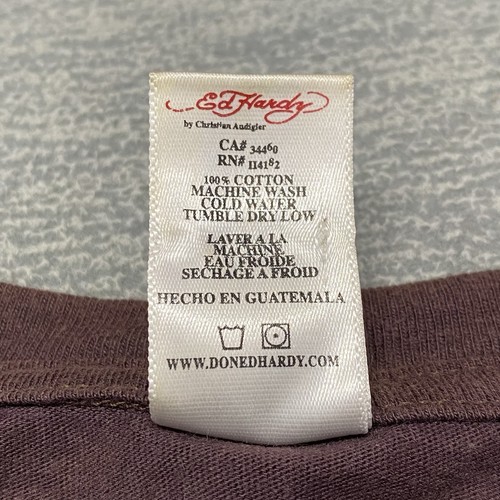 Ed Hardy
by Christian Audigier
CA# 34460
RN# 114182
100% COTTON
MACHINE WASH
COLD WATER
TUMBLE DRY LOW
LAVER A LA
MACHINE
EAU FROIDE
SECHAGE A FROID
HECHO EN GUATEMALA
WWW.DONEDHARDY.COM